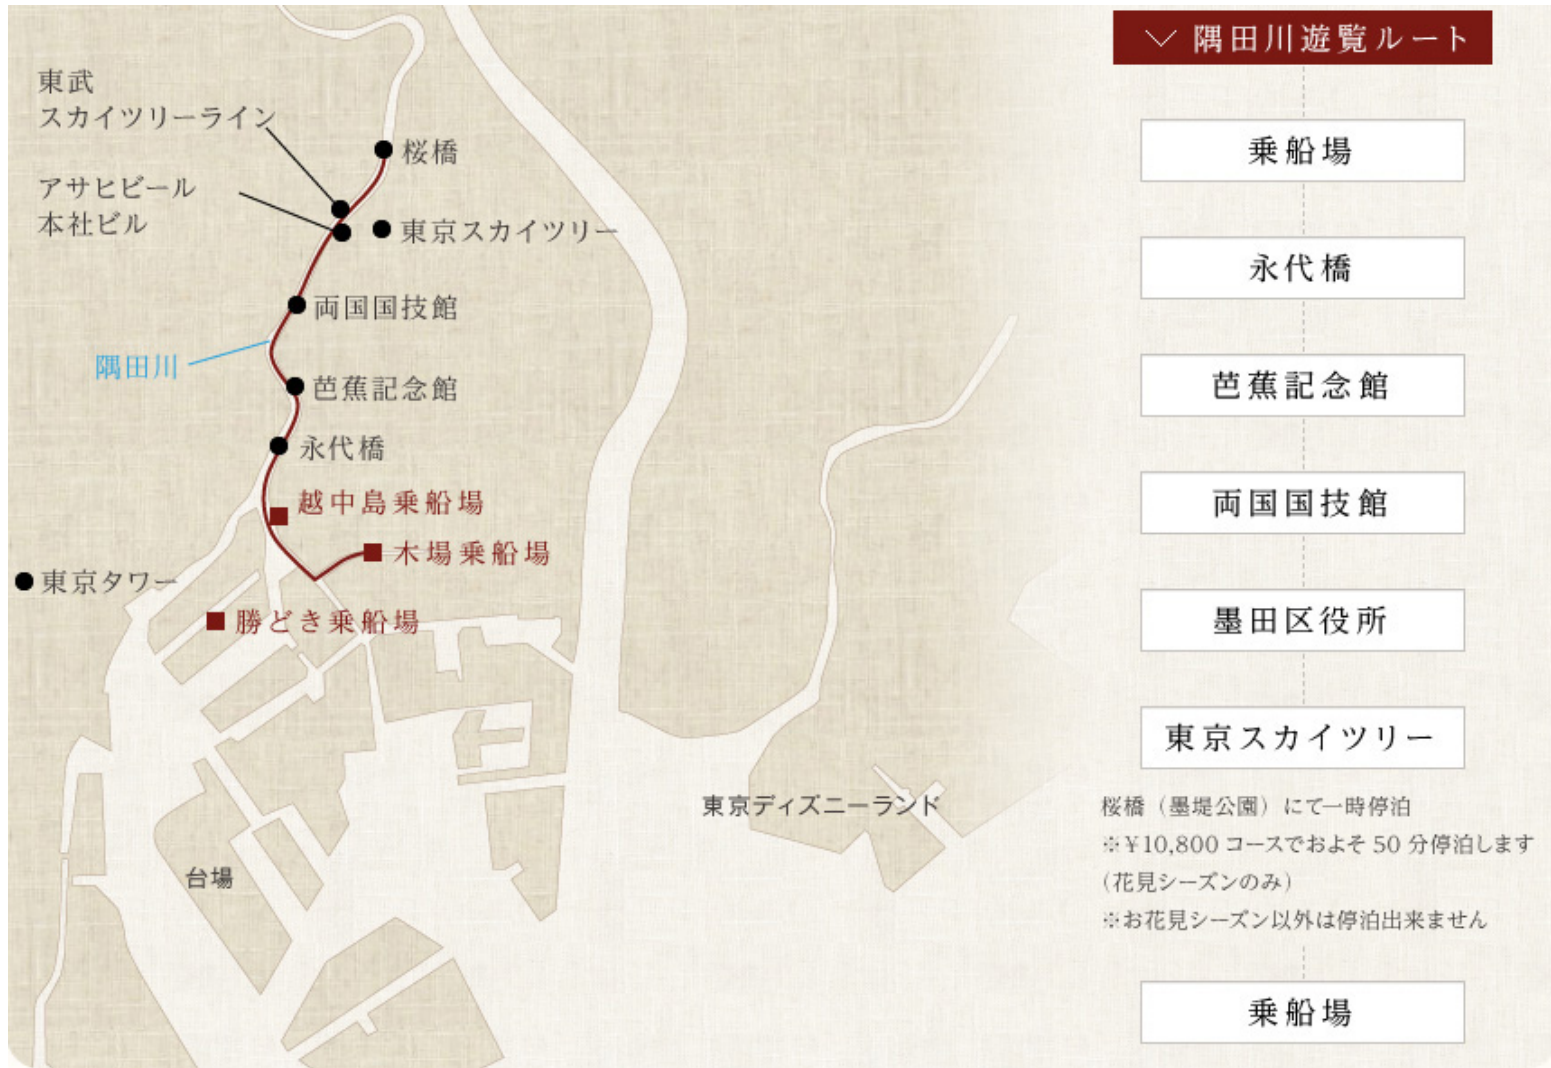 東武
スカイツリーライン
桜橋
アサヒビール
本社ビル
東京スカイツリー
両国国技館
隅田川
芭蕉記念館
永代橋
越中島乗船場
木場乗船場
東京タワー
勝どき乗船場
東京ディズニーランド
台場
隅田川遊覧ルート
乗船場
永代橋
芭蕉記念館
両国国技館
墨田区役所
東京スカイツリー
桜橋（墨堤公園）にて一時停泊
※¥10,800 コースでおよそ 50 分停泊します
（花見シーズンのみ）
※お花見シーズン以外は停泊出来ません
乗船場